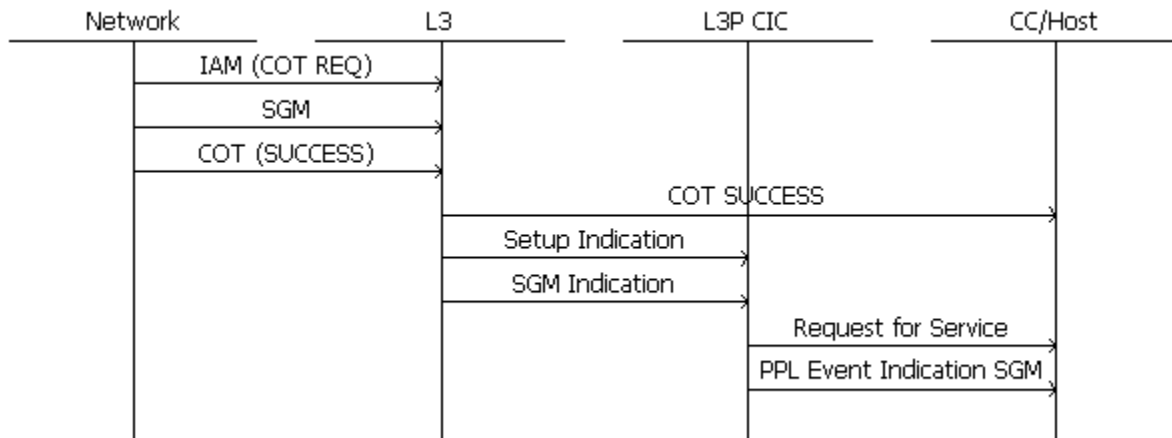 Network L3 L3P CIC CC/Host
IAM (COT REQ)
SGM
COT (SUCCESS)
COT SUCCESS
Setup Indication
SGM Indication
Request for Service
PPL Event Indication SGM